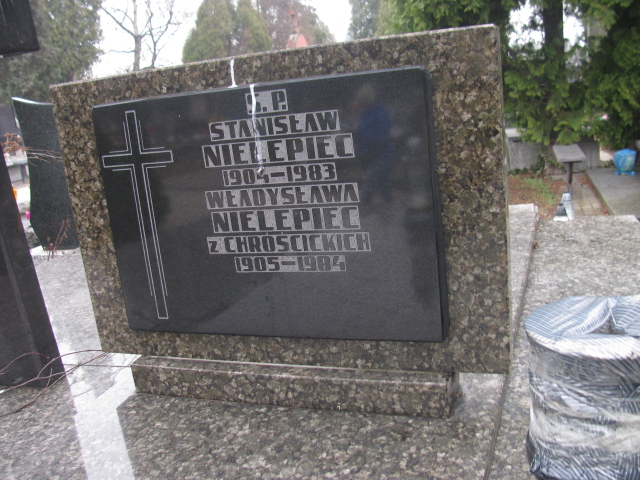 Ś.P.
STANISŁAW
NIELEPIEC
1904-1983
WŁADYSŁAWA
NIELEPIEC
z CHROŚCICKICH
1905-1984